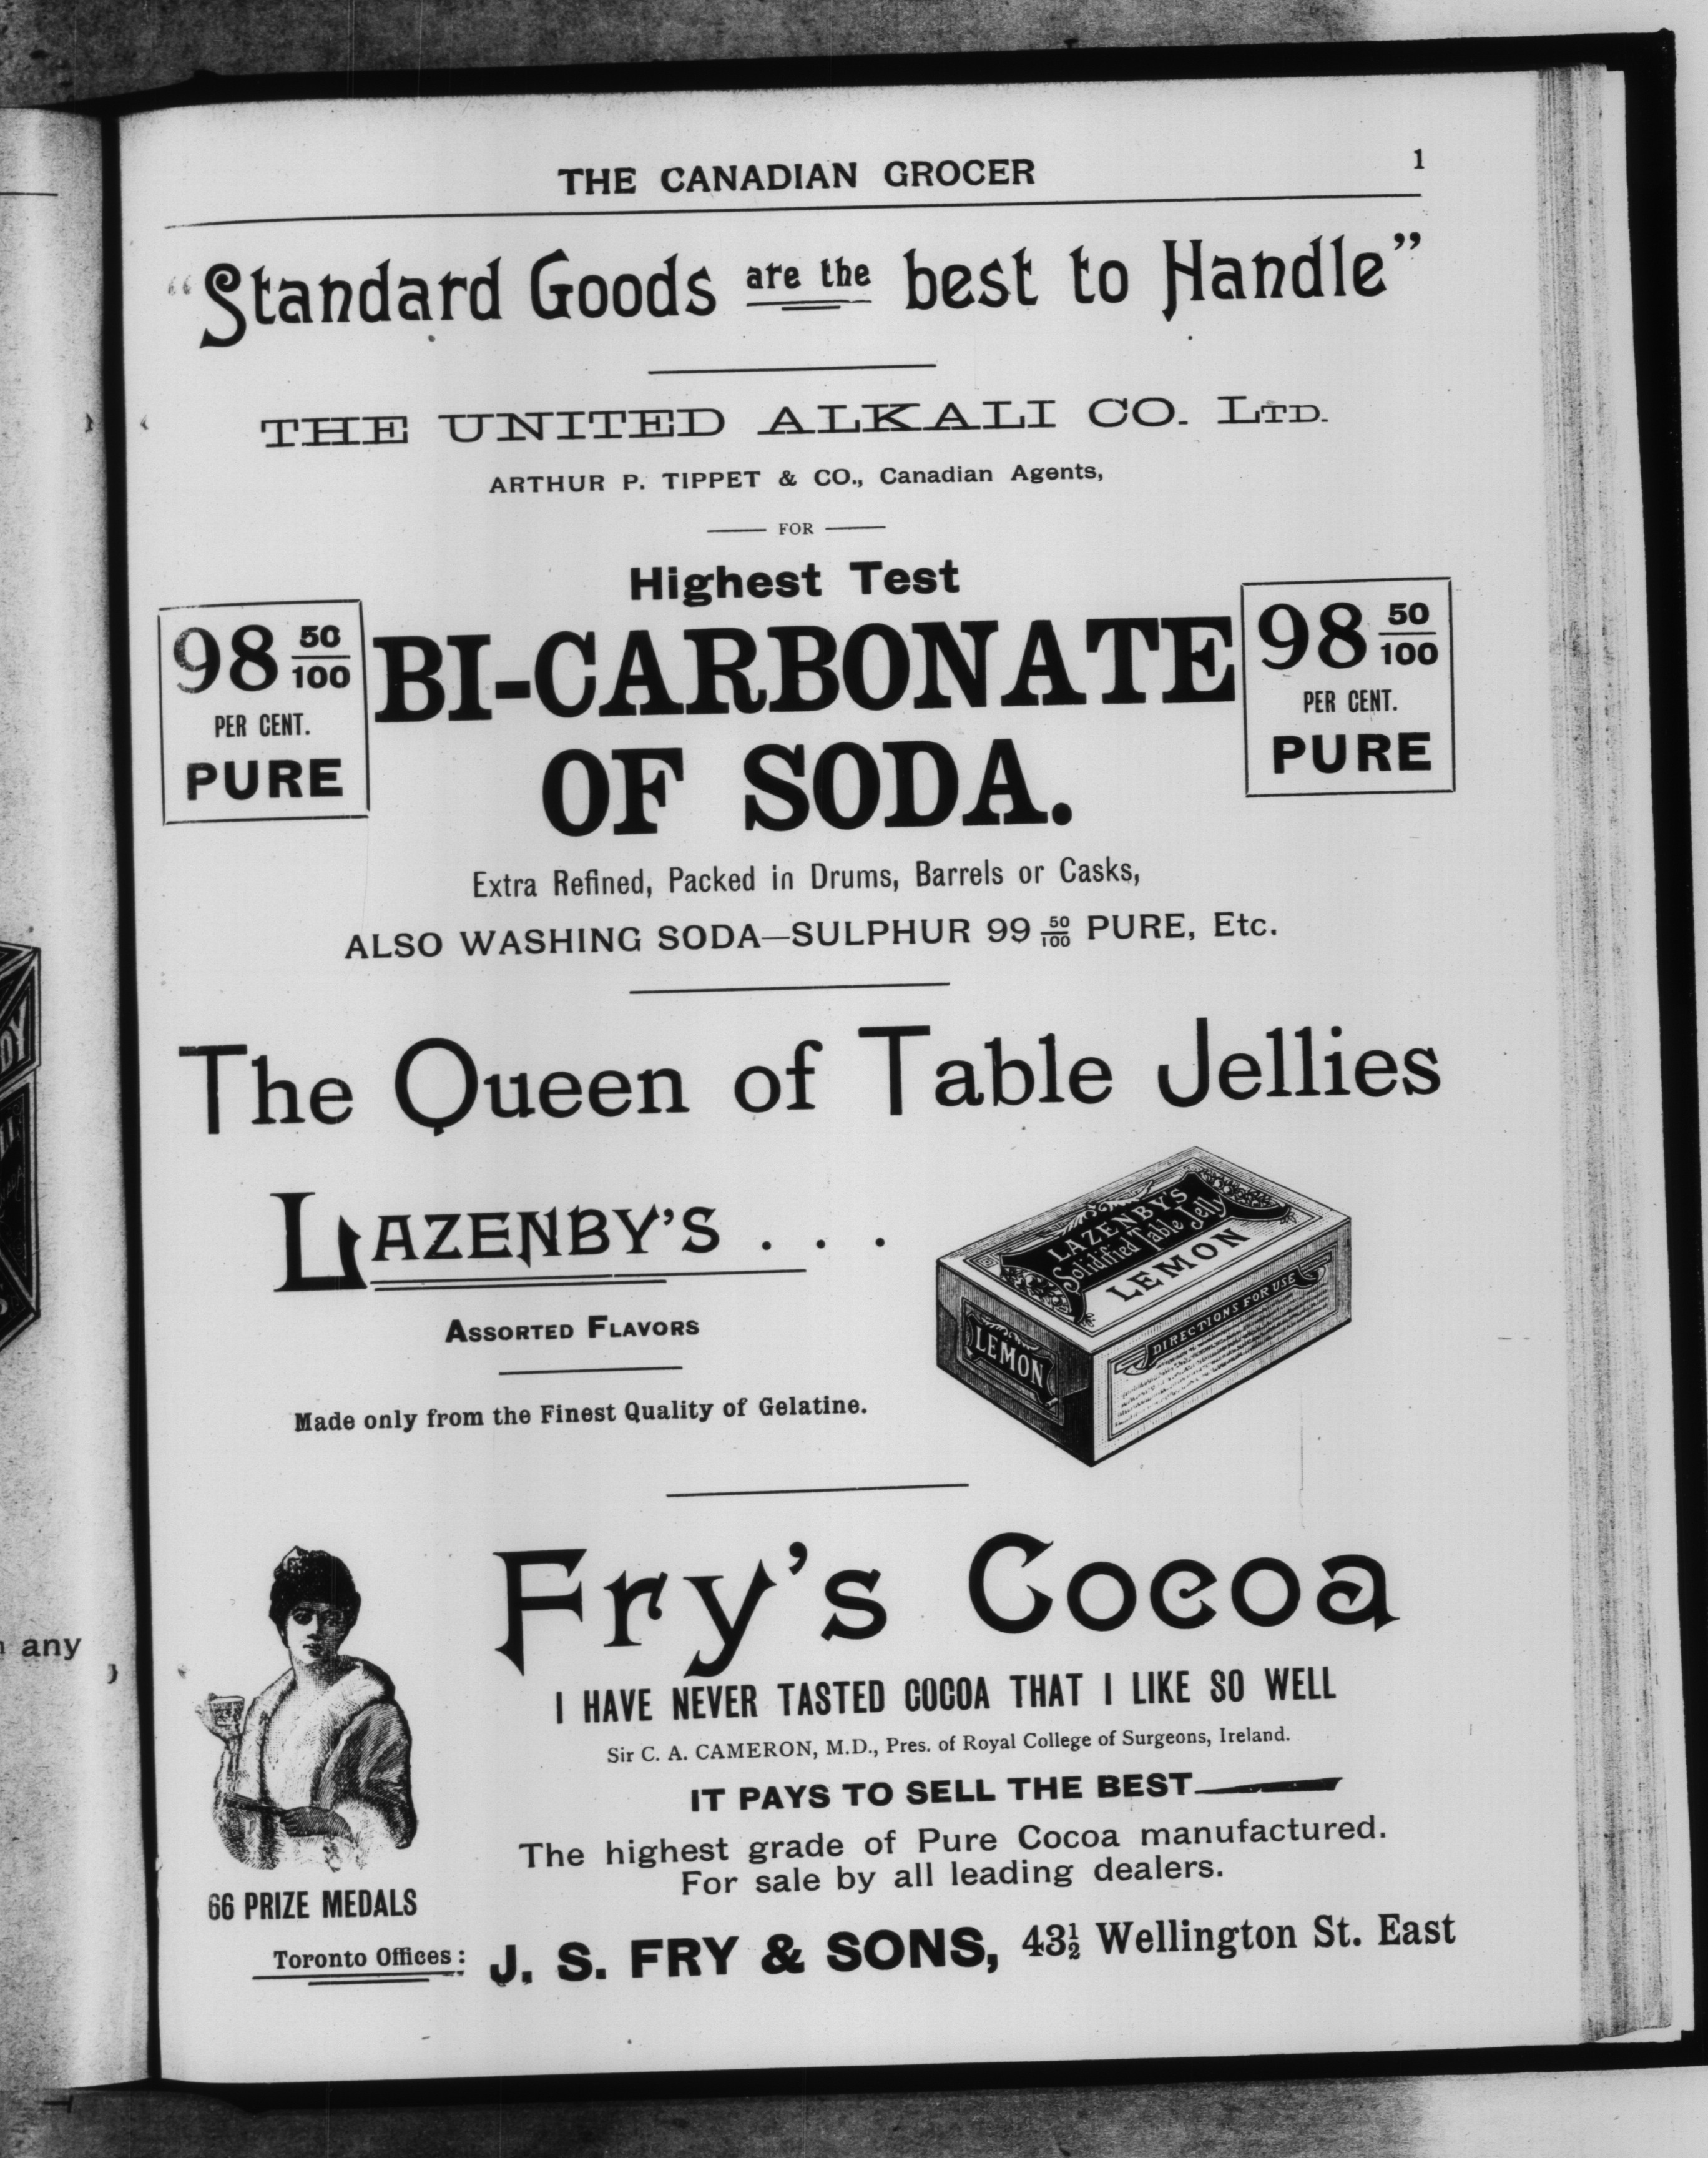 THE CANADIAN GROCER 1
"Standard Goods are the best to Handle"
THE UNITED ALKALI CO. LTD.
ARTHUR P. TIPPET & CO., Canadian Agents,
FOR
Highest Test
98 50/100 PER CENT. PURE
BI-CARBONATE
OF SODA.
98 50/100 PER CENT. PURE
Extra Refined, Packed in Drums, Barrels or Casks,
ALSO WASHING SODA—SULPHUR 99 50/100 PURE, Etc.
The Queen of Table Jellies
LAZENBY'S . . .
ASSORTED FLAVORS
Made only from the Finest Quality of Gelatine.
LAZENBY'S
Solidified Table Jelly
LEMON
LEMON
DIRECTIONS FOR USE
Fry's Cocoa
I HAVE NEVER TASTED COCOA THAT I LIKE SO WELL
Sir C. A. CAMERON, M.D., Pres. of Royal College of Surgeons, Ireland.
IT PAYS TO SELL THE BEST
The highest grade of Pure Cocoa manufactured.
For sale by all leading dealers.
66 PRIZE MEDALS
Toronto Offices: J. S. FRY & SONS, 43½ Wellington St. East
any